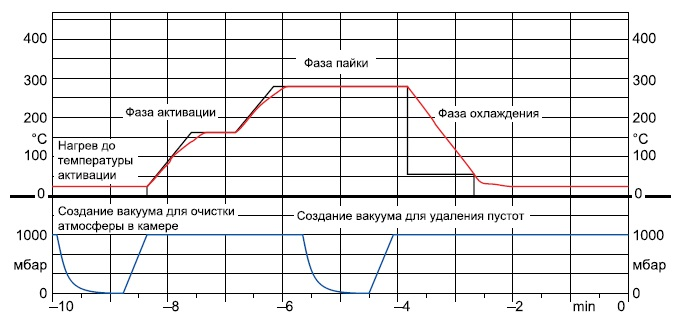 400
400
Фаза пайки
300
300
Фаза активации
Фаза охлаждения
200
200
°C
°C
Нагрев до
температуры
активации
100
100
0
0
Создание вакуума для очистки
атмосферы в камере
Создание вакуума для удаления пустот
1000
1000
мбар
мбар
0
0
–10
–8
–6
–4
–2
min
0